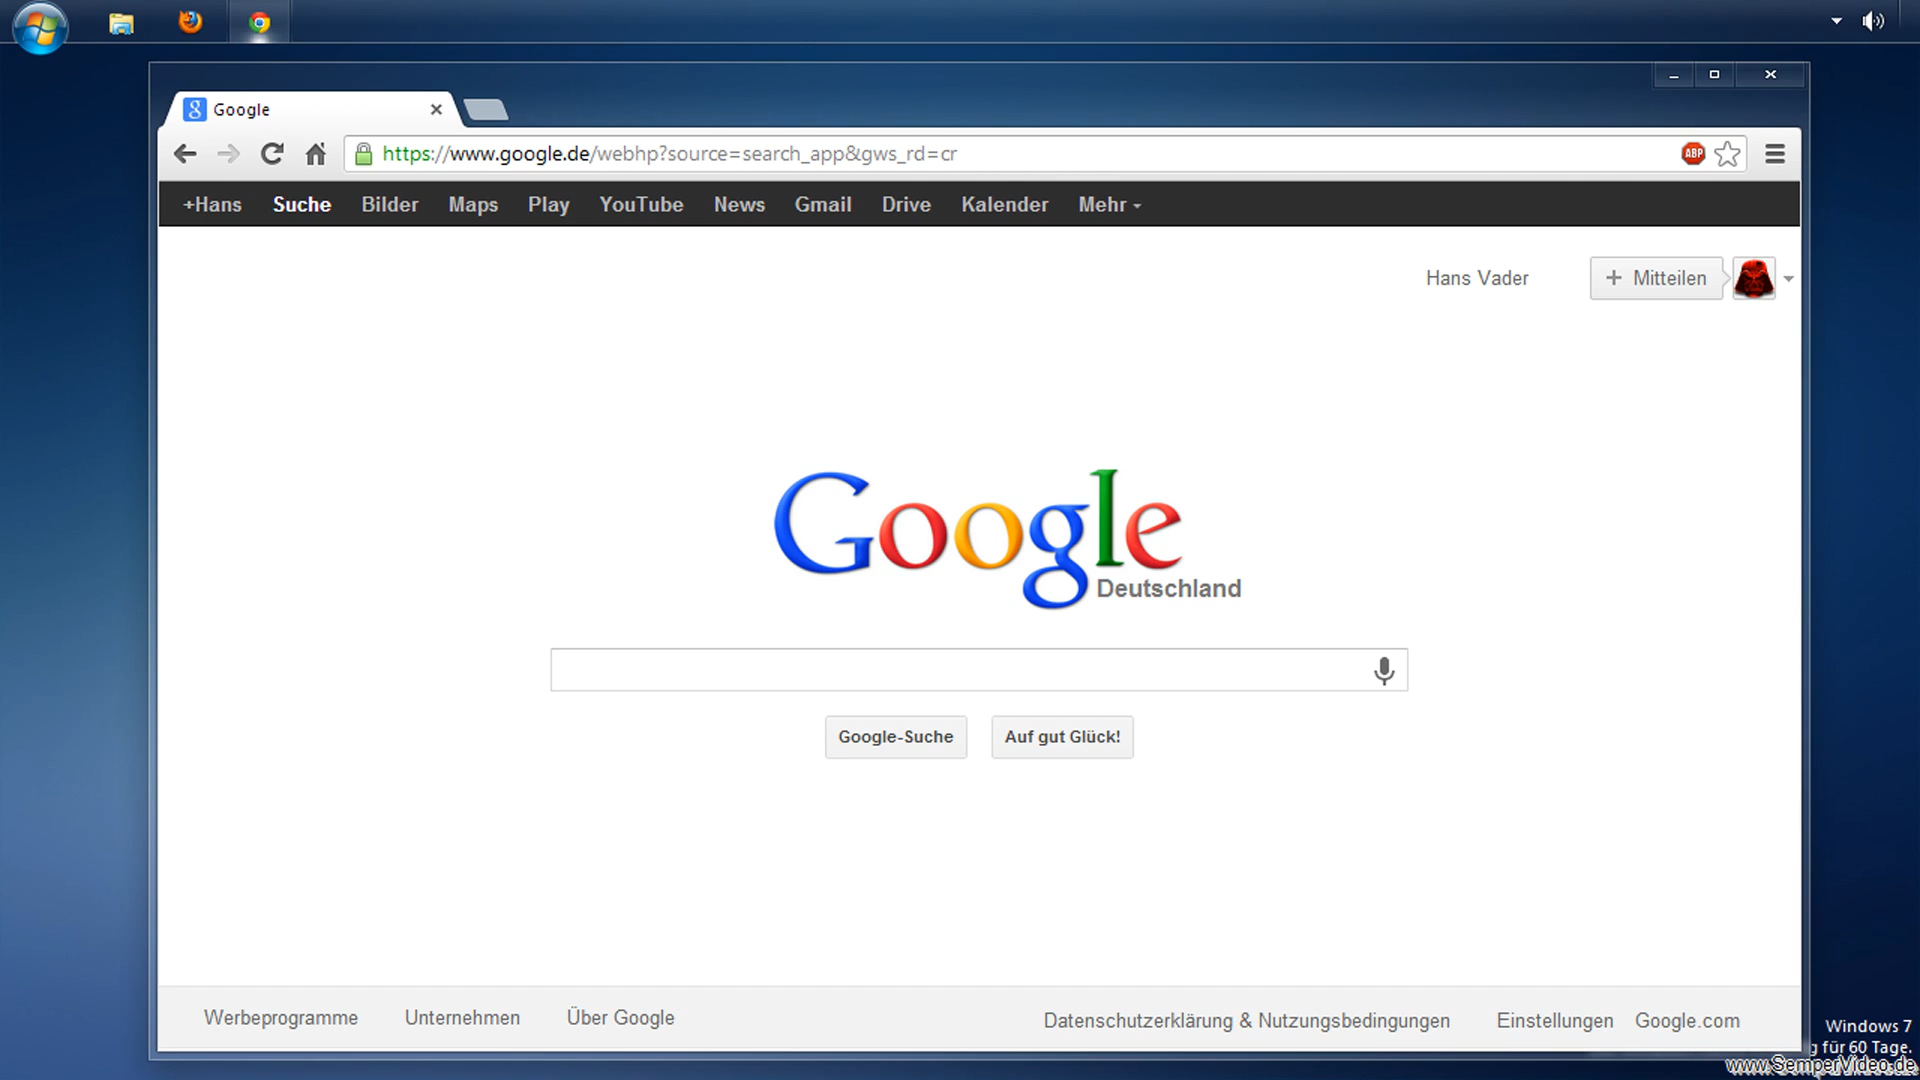 Google
https://www.google.de/webhp?source=search_app&gws_rd=cr
ABP
+Hans Suche Bilder Maps Play YouTube News Gmail Drive Kalender Mehr
Hans Vader
+ Mitteilen
Google
Deutschland
Google-Suche
Auf gut Glück!
Werbeprogramme
Unternehmen
Über Google
Datenschutzerklärung & Nutzungsbedingungen
Einstellungen
Google.com
Windows 7
g für 60 Tage.
www.SemperVideo.de